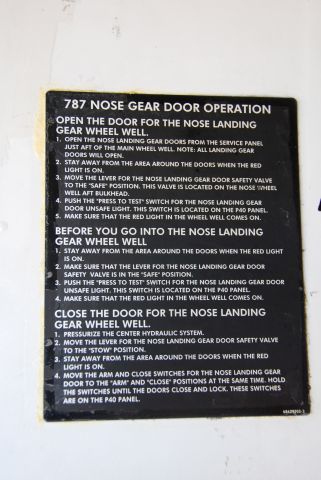 787 NOSE GEAR DOOR OPERATION
OPEN THE DOOR FOR THE NOSE LANDING
GEAR WHEEL WELL.
1. OPEN THE NOSE LANDING GEAR DOORS FROM THE SERVICE PANEL
JUST AFT OF THE MAIN WHEEL WELL. NOTE: ALL LANDING GEAR
DOORS WILL OPEN.
2. STAY AWAY FROM THE AREA AROUND THE DOORS WHEN THE RED
LIGHT IS ON.
3. MOVE THE LEVER FOR THE NOSE LANDING GEAR DOOR SAFETY VALVE
TO THE "SAFE" POSITION. THIS VALVE IS LOCATED ON THE NOSE WHEEL
WELL AFT BULKHEAD.
4. PUSH THE "PRESS TO TEST" SWITCH FOR THE NOSE LANDING GEAR
DOOR UNSAFE LIGHT. THIS SWITCH IS LOCATED ON THE P40 PANEL.
5. MAKE SURE THAT THE RED LIGHT IN THE WHEEL WELL COMES ON.
BEFORE YOU GO INTO THE NOSE LANDING
GEAR WHEEL WELL
1. STAY AWAY FROM THE AREA AROUND THE DOORS WHEN THE RED LIGHT
IS ON.
2. MAKE SURE THAT THE LEVER FOR THE NOSE LANDING GEAR DOOR
SAFETY VALVE IS IN THE "SAFE" POSITION.
3. PUSH THE "PRESS TO TEST" SWITCH FOR THE NOSE LANDING GEAR DOOR
UNSAFE LIGHT. THIS SWITCH IS LOCATED ON THE P40 PANEL.
4. MAKE SURE THAT THE RED LIGHT IN THE WHEEL WELL COMES ON.
CLOSE THE DOOR FOR THE NOSE LANDING
GEAR WHEEL WELL.
1. PRESSURIZE THE CENTER HYDRAULIC SYSTEM.
2. MOVE THE LEVER FOR THE NOSE LANDING GEAR DOOR SAFETY VALVE
TO THE "STOW" POSITION.
3. STAY AWAY FROM THE AREA AROUND THE DOORS WHEN THE RED
LIGHT IS ON.
4. MOVE THE ARM AND CLOSE SWITCHES FOR THE NOSE LANDING GEAR
DOOR TO THE "ARM" AND "CLOSE" POSITIONS AT THE SAME TIME. HOLD
THE SWITCHES UNTIL THE DOORS CLOSE AND LOCK. THESE SWITCHES
ARE ON THE P40 PANEL.